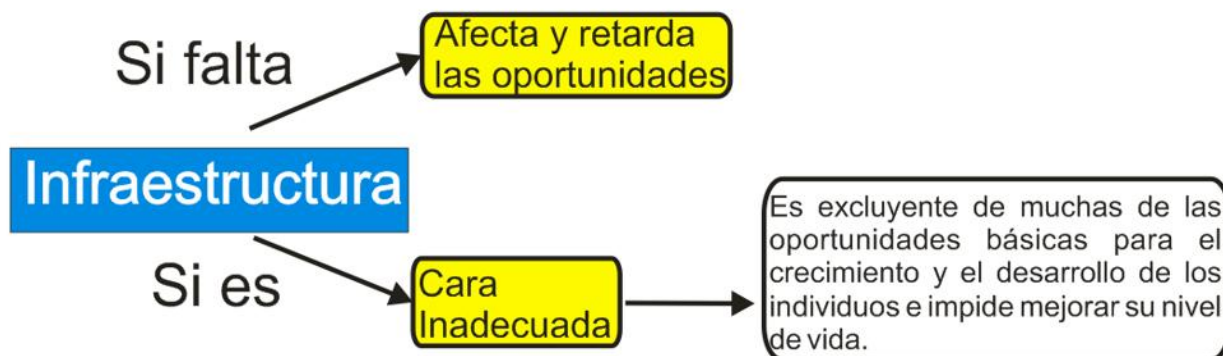 Si falta
Afecta y retarda
las oportunidades
Infraestructura
Si es
Cara
Inadecuada
Es excluyente de muchas de las
oportunidades básicas para el
crecimiento y el desarrollo de los
individuos e impide mejorar su nivel
de vida.